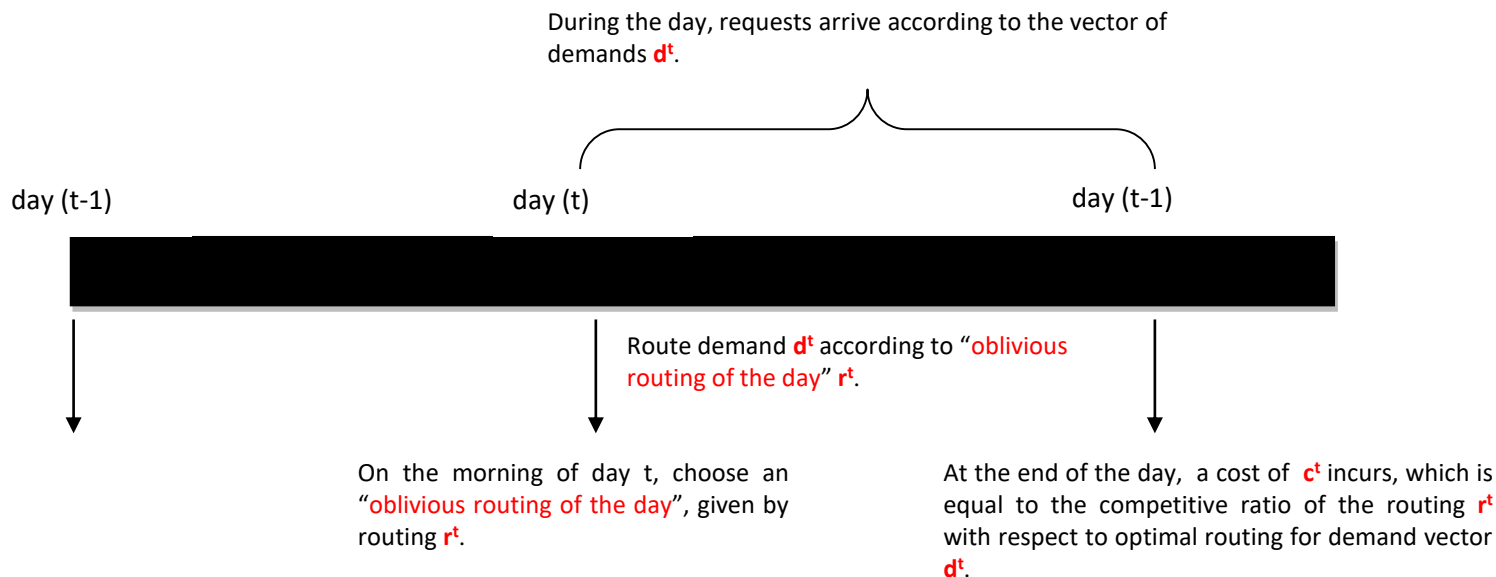 During the day, requests arrive according to the vector of
demands dᵗ.
day (t-1)
day (t)
day (t-1)
Route demand dᵗ according to “oblivious
routing of the day” rᵗ.
On the morning of day t, choose an
“oblivious routing of the day”, given by
routing rᵗ.
At the end of the day, a cost of cᵗ incurs, which is
equal to the competitive ratio of the routing rᵗ
with respect to optimal routing for demand vector
dᵗ.